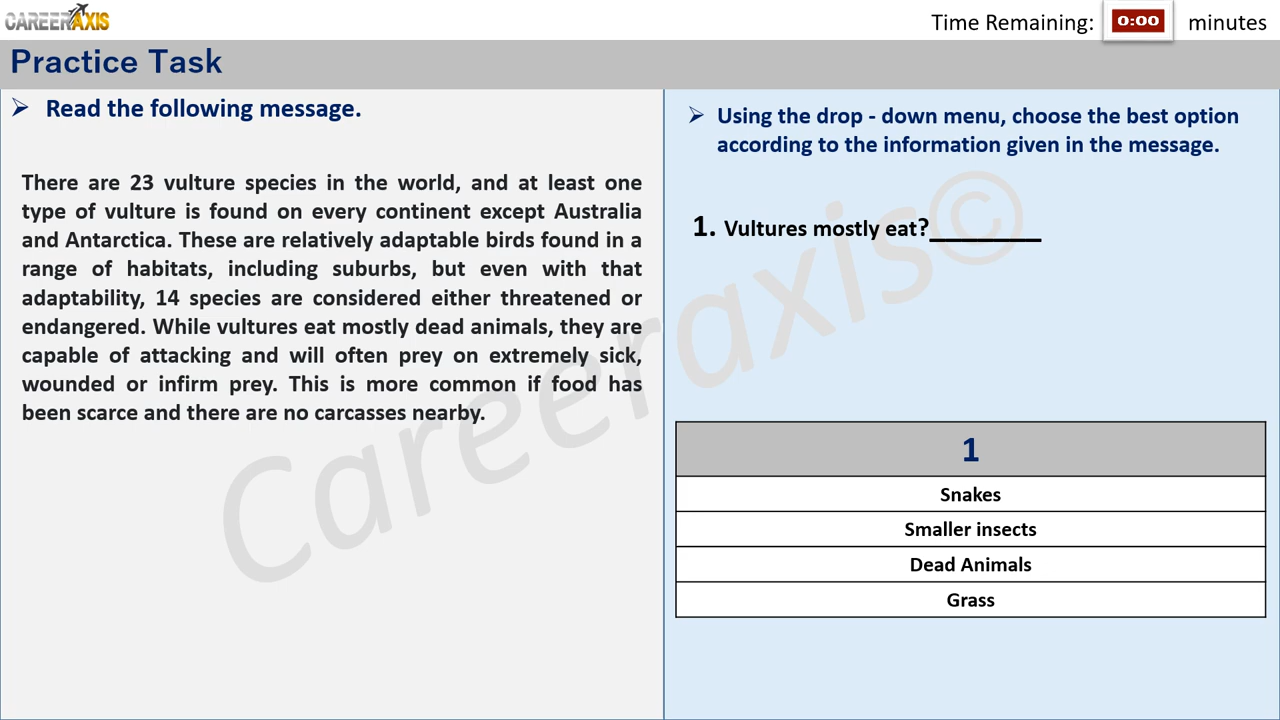 CAREERAXIS
Time Remaining: 0:00 minutes
Practice Task
Read the following message.
There are 23 vulture species in the world, and at least one
type of vulture is found on every continent except Australia
and Antarctica. These are relatively adaptable birds found in a
range of habitats, including suburbs, but even with that
adaptability, 14 species are considered either threatened or
endangered. While vultures eat mostly dead animals, they are
capable of attacking and will often prey on extremely sick,
wounded or infirm prey. This is more common if food has
been scarce and there are no carcasses nearby.
Using the drop - down menu, choose the best option
according to the information given in the message.
1. Vultures mostly eat?_________
1
Snakes
Smaller insects
Dead Animals
Grass
Careeraxis©